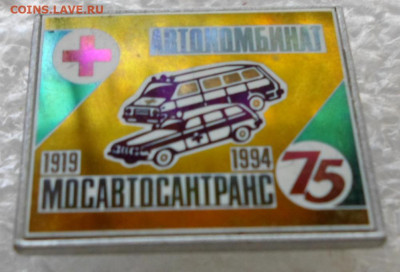 COINS.LAVE.RU
АВТОКОМБИНАТ
1919 1994
МОСАВТОСАНТРАНС
75